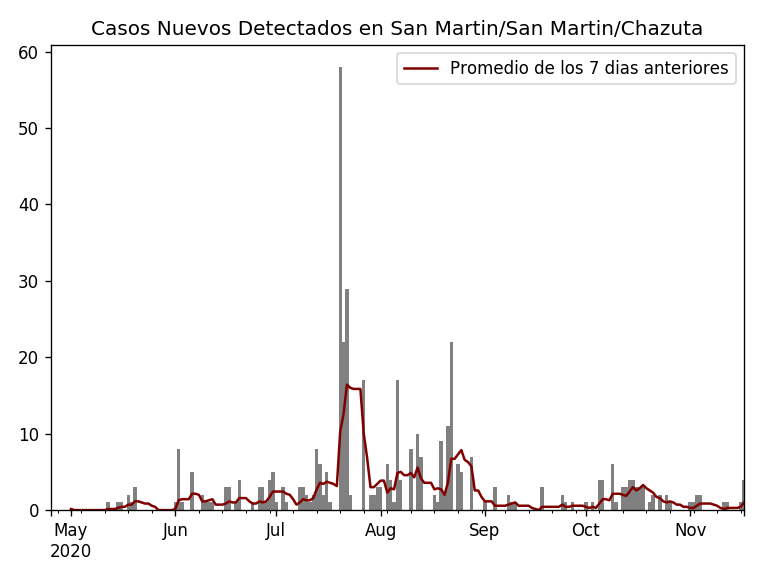 Casos Nuevos Detectados en San Martin/San Martin/Chazuta
Promedio de los 7 dias anteriores
60
50
40
30
20
10
0
May Jun Jul Aug Sep Oct Nov
2020